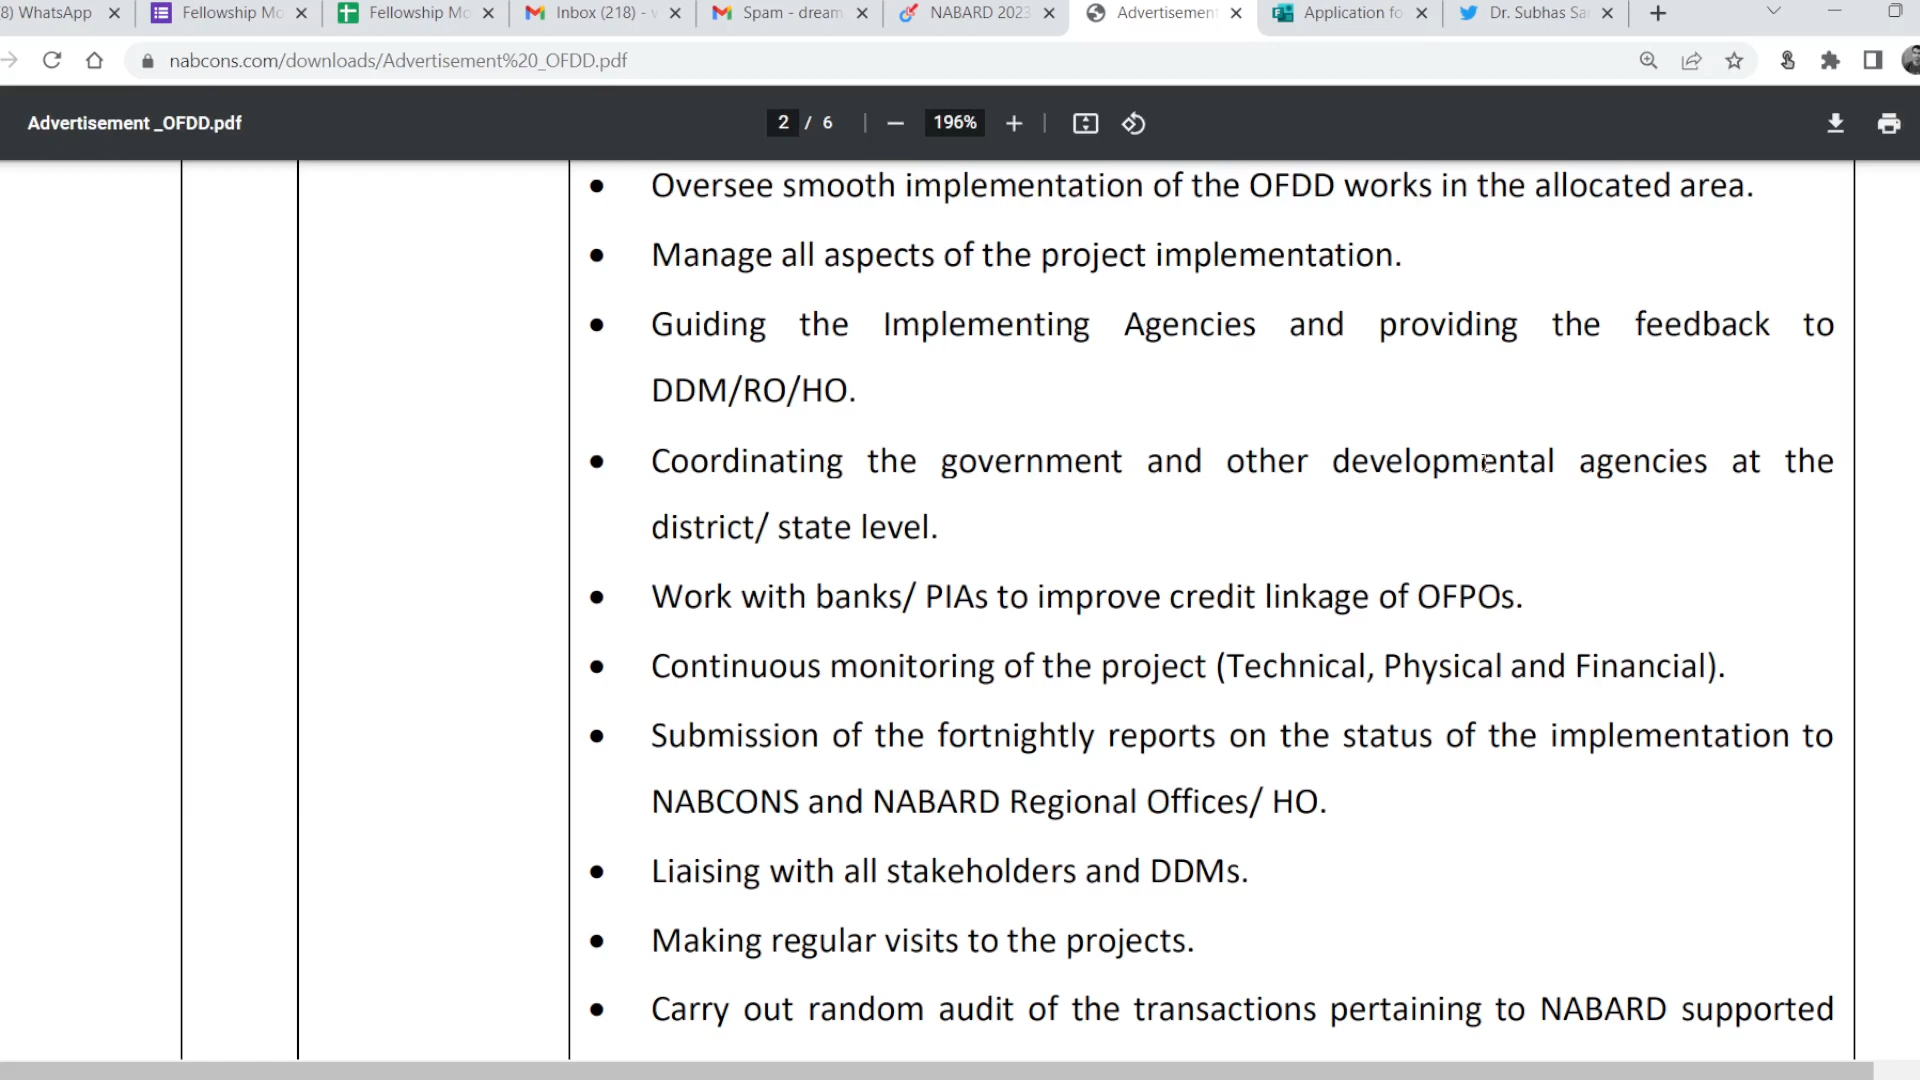 8) WhatsApp
Fellowship Mo
Fellowship Mo
Inbox (218) - v
Spam - dream
NABARD 2023
Advertisement
Application fo
Dr. Subhas Sa
nabcons.com/downloads/Advertisement%20_OFDD.pdf
Advertisement _OFDD.pdf
2 / 6
196%
• Oversee smooth implementation of the OFDD works in the allocated area.
• Manage all aspects of the project implementation.
• Guiding the Implementing Agencies and providing the feedback to
DDM/RO/HO.
• Coordinating the government and other developmental agencies at the
district/ state level.
• Work with banks/ PIAs to improve credit linkage of OFPOs.
• Continuous monitoring of the project (Technical, Physical and Financial).
• Submission of the fortnightly reports on the status of the implementation to
NABCONS and NABARD Regional Offices/ HO.
• Liaising with all stakeholders and DDMs.
• Making regular visits to the projects.
• Carry out random audit of the transactions pertaining to NABARD supported